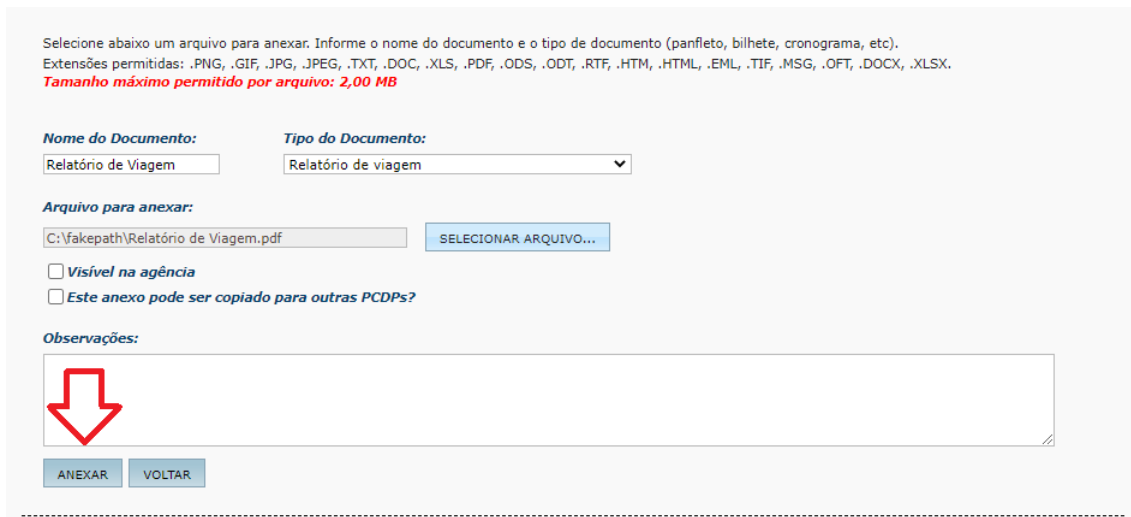 Selecione abaixo um arquivo para anexar. Informe o nome do documento e o tipo de documento (panfleto, bilhete, cronograma, etc).
Extensões permitidas: .PNG, .GIF, .JPG, .JPEG, .TXT, .DOC, .XLS, .PDF, .ODS, .ODT, .RTF, .HTM, .HTML, .EML, .TIF, .MSG, .OFT, .DOCX, .XLSX.
Tamanho máximo permitido por arquivo: 2,00 MB
Nome do Documento: Tipo do Documento:
Relatório de Viagem Relatório de viagem
Arquivo para anexar:
C:\fakepath\Relatório de Viagem.pdf SELECIONAR ARQUIVO...
Visível na agência
Este anexo pode ser copiado para outras PCDPs?
Observações:
ANEXAR VOLTAR